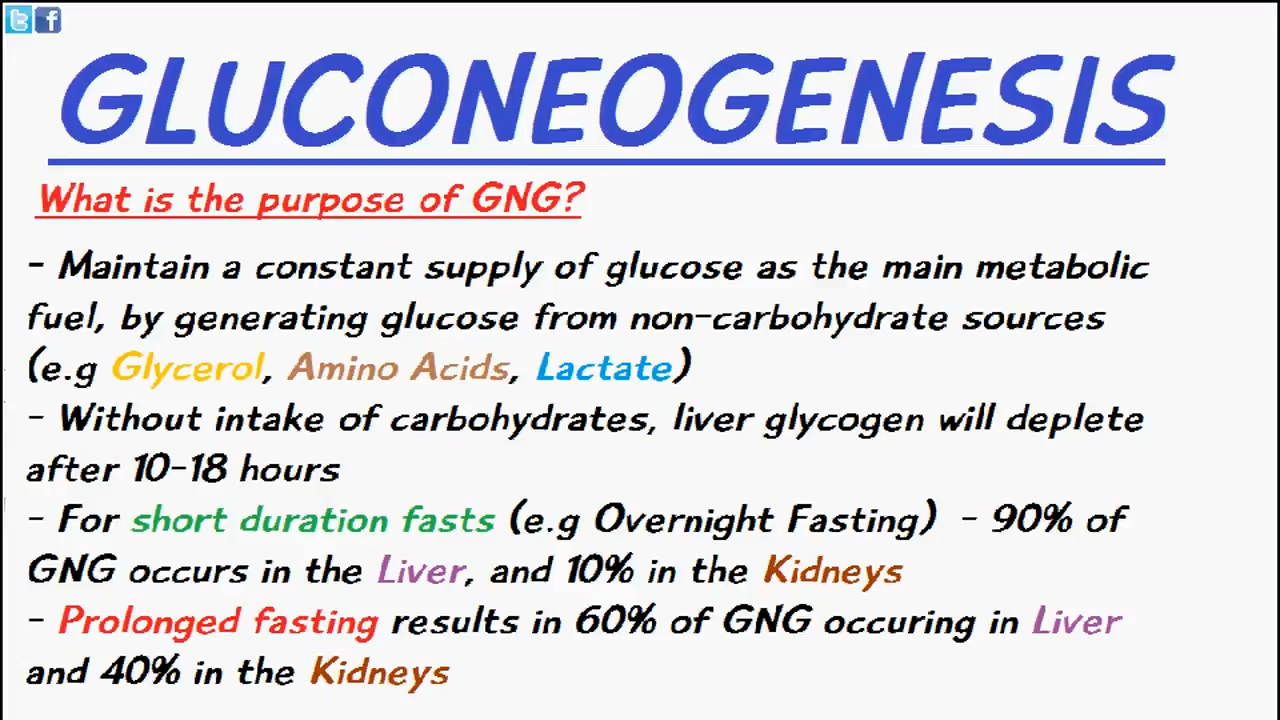 GLUCONEOGENESIS
What is the purpose of GNG?
- Maintain a constant supply of glucose as the main metabolic
fuel, by generating glucose from non-carbohydrate sources
(e.g Glycerol, Amino Acids, Lactate)
- Without intake of carbohydrates, liver glycogen will deplete
after 10-18 hours
- For short duration fasts (e.g Overnight Fasting) - 90% of
GNG occurs in the Liver, and 10% in the Kidneys
- Prolonged fasting results in 60% of GNG occuring in Liver
and 40% in the Kidneys